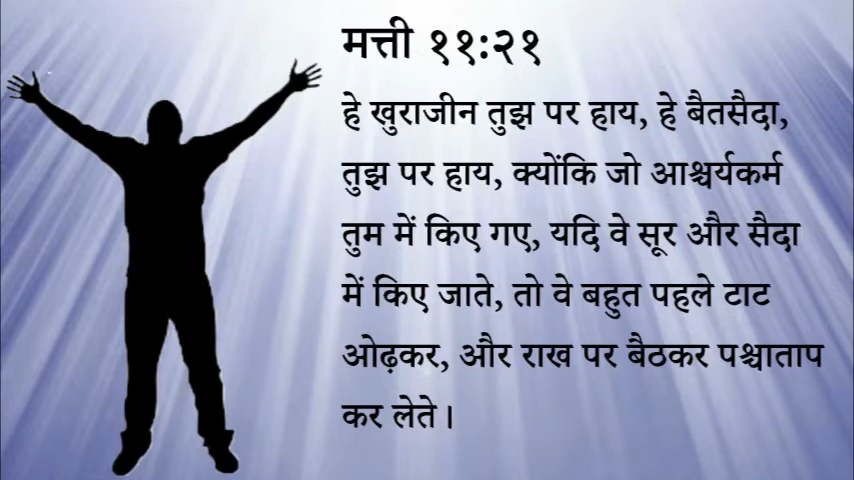 मत्ती ११:२१
हे खुराजीन तुझ पर हाय, हे बैतसैदा,
तुझ पर हाय, क्योंकि जो आश्चर्यकर्म
तुम में किए गए, यदि वे सूर और सैदा
में किए जाते, तो वे बहुत पहले टाट
ओढ़कर, और राख पर बैठकर पश्चाताप
कर लेते।